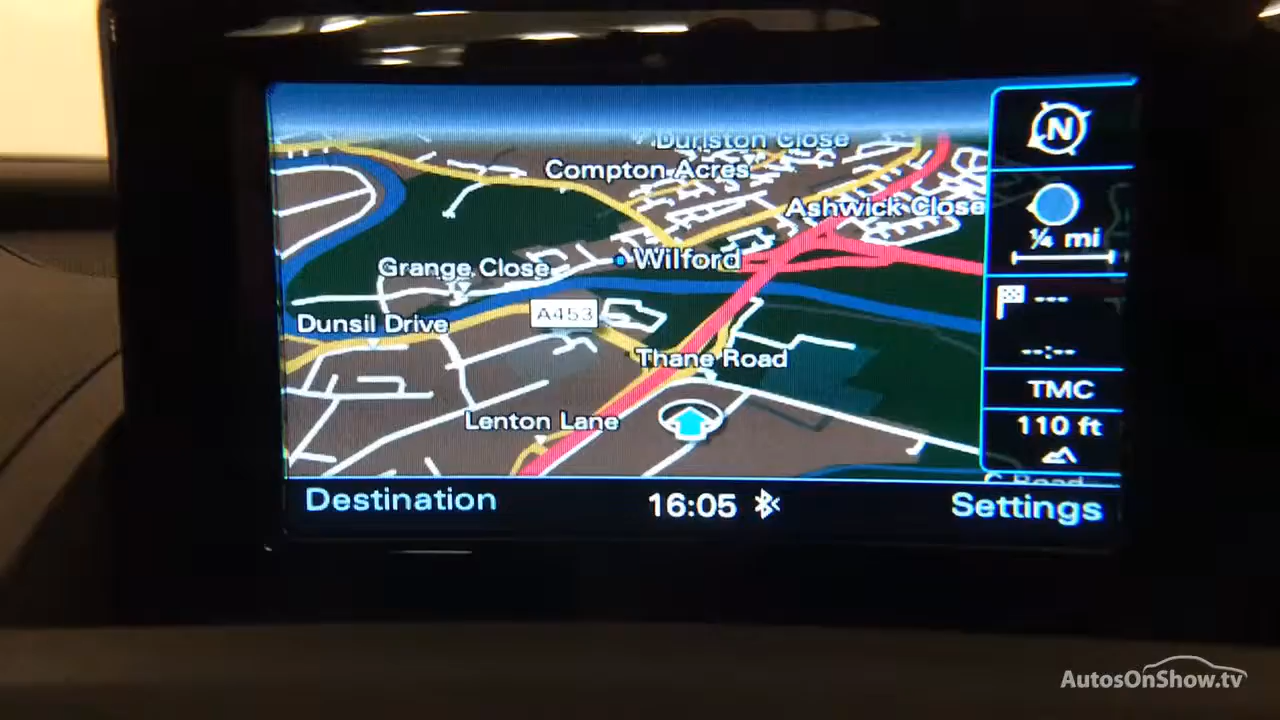 Durlston Close
Compton Acres
Ashwick Close
Wilford
Grange Close
A453
Dunsil Drive
Thane Road
Lenton Lane
N
¼ mi
---
--:--
TMC
110 ft
Destination
16:05
Settings
AutosOnShow.tv